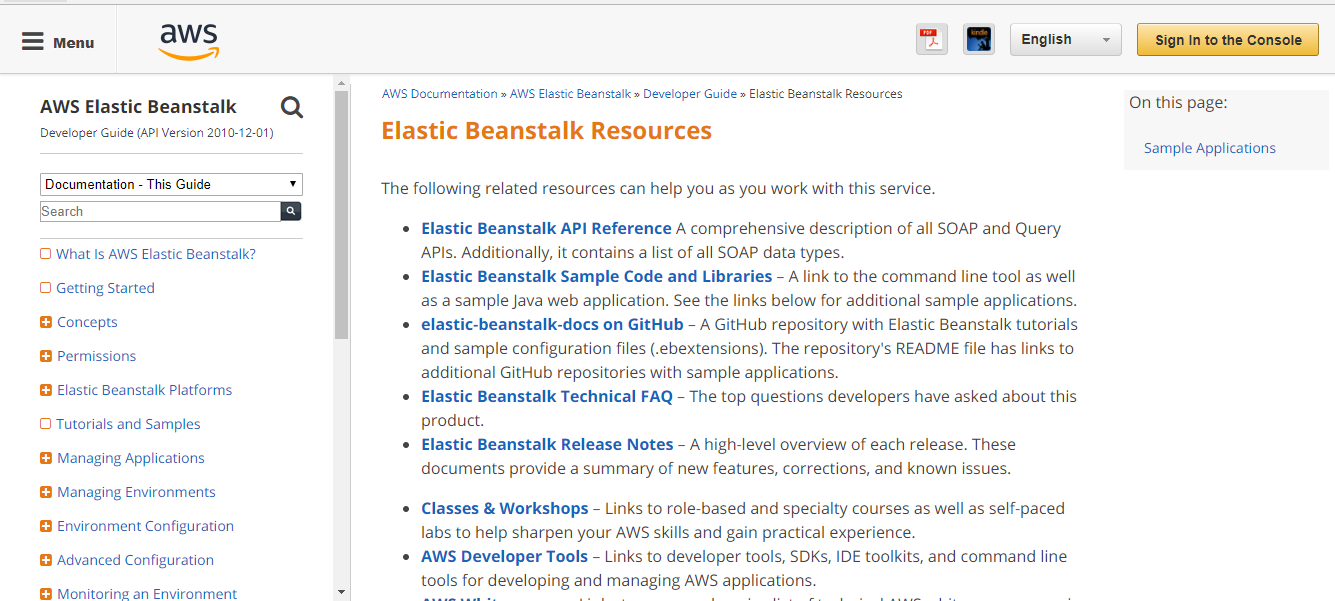 Menu
aws
PDF
kindle
English
Sign In to the Console
AWS Elastic Beanstalk
Developer Guide (API Version 2010-12-01)
Documentation - This Guide
Search
What Is AWS Elastic Beanstalk?
Getting Started
Concepts
Permissions
Elastic Beanstalk Platforms
Tutorials and Samples
Managing Applications
Managing Environments
Environment Configuration
Advanced Configuration
Monitoring an Environment
AWS Documentation » AWS Elastic Beanstalk » Developer Guide » Elastic Beanstalk Resources
Elastic Beanstalk Resources
The following related resources can help you as you work with this service.
Elastic Beanstalk API Reference A comprehensive description of all SOAP and Query
APIs. Additionally, it contains a list of all SOAP data types.
Elastic Beanstalk Sample Code and Libraries – A link to the command line tool as well
as a sample Java web application. See the links below for additional sample applications.
elastic-beanstalk-docs on GitHub – A GitHub repository with Elastic Beanstalk tutorials
and sample configuration files (.ebextensions). The repository's README file has links to
additional GitHub repositories with sample applications.
Elastic Beanstalk Technical FAQ – The top questions developers have asked about this
product.
Elastic Beanstalk Release Notes – A high-level overview of each release. These
documents provide a summary of new features, corrections, and known issues.
Classes & Workshops – Links to role-based and specialty courses as well as self-paced
labs to help sharpen your AWS skills and gain practical experience.
AWS Developer Tools – Links to developer tools, SDKs, IDE toolkits, and command line
tools for developing and managing AWS applications.
On this page:
Sample Applications